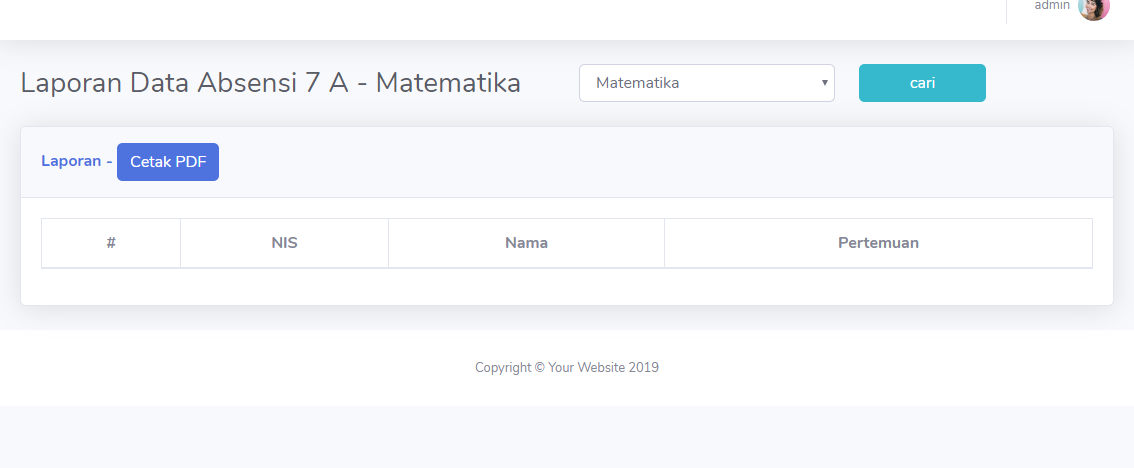 admin
Laporan Data Absensi 7 A - Matematika
Matematika
cari
Laporan - Cetak PDF
# NIS Nama Pertemuan
Copyright © Your Website 2019